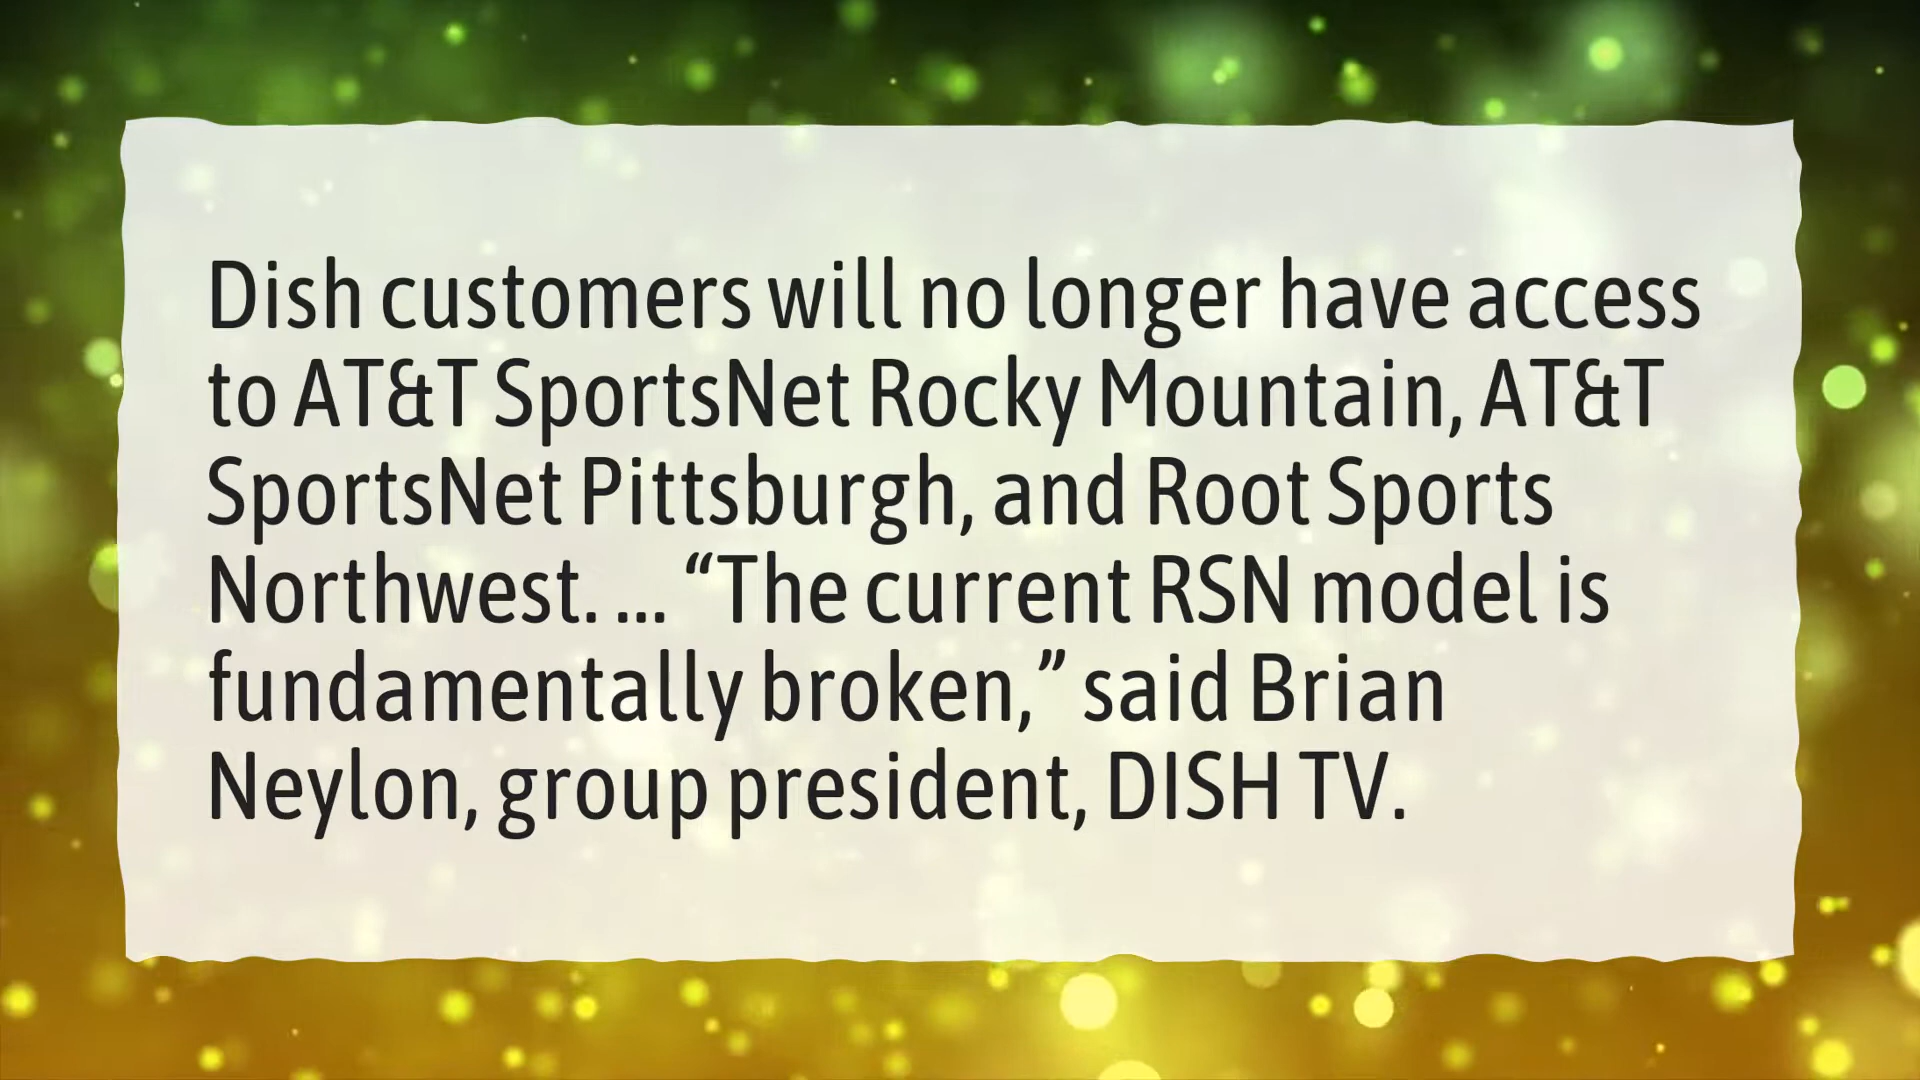 Dish customers will no longer have access
to AT&T SportsNet Rocky Mountain, AT&T
SportsNet Pittsburgh, and Root Sports
Northwest. ... “The current RSN model is
fundamentally broken,” said Brian
Neylon, group president, DISH TV.